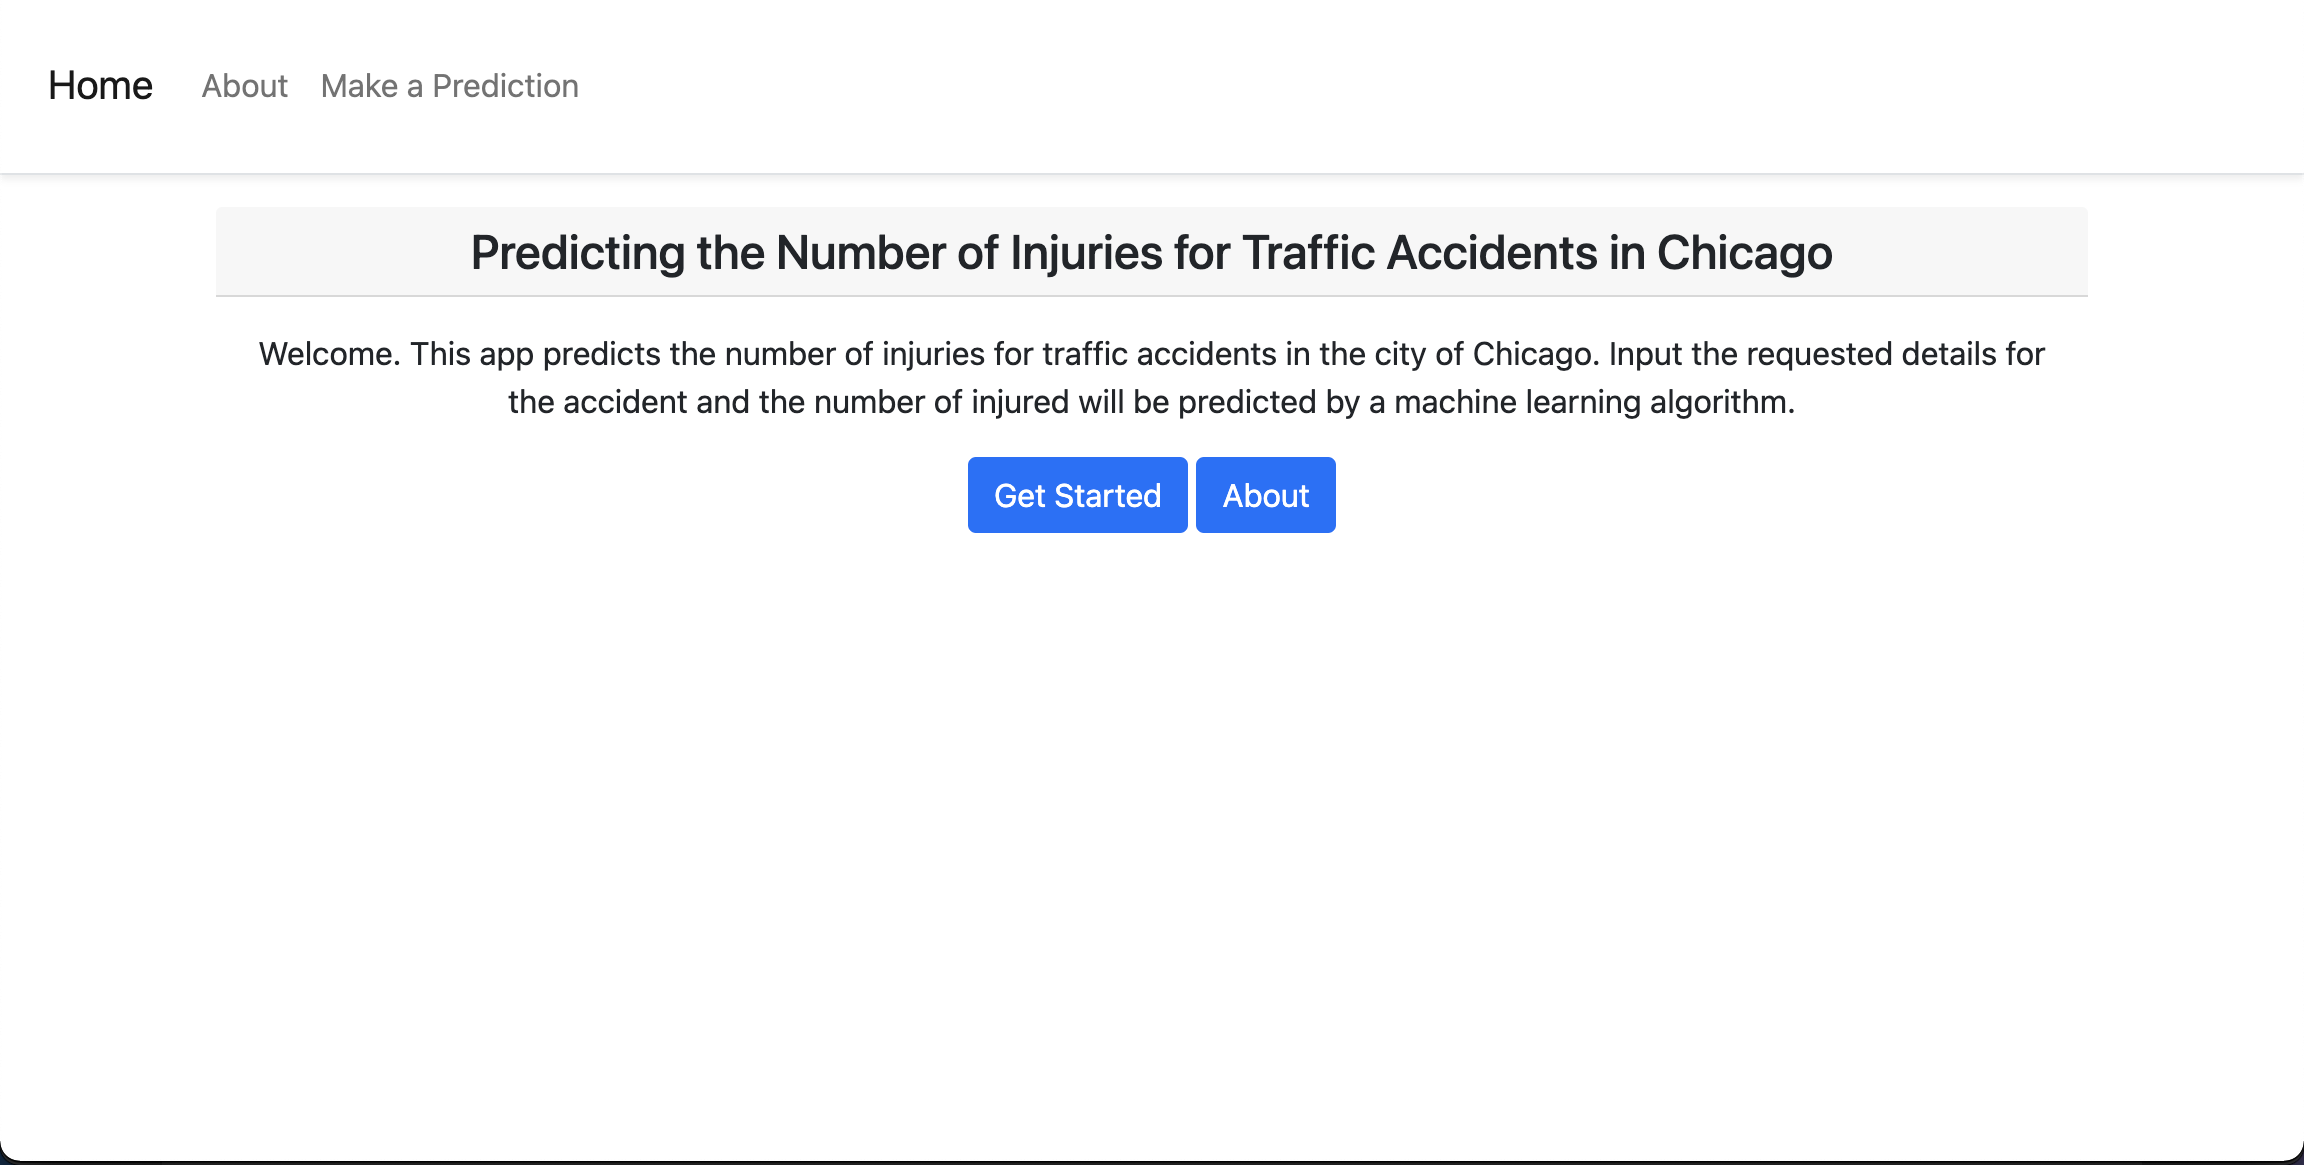 Home About Make a Prediction
Predicting the Number of Injuries for Traffic Accidents in Chicago
Welcome. This app predicts the number of injuries for traffic accidents in the city of Chicago. Input the requested details for
the accident and the number of injured will be predicted by a machine learning algorithm.
Get Started About